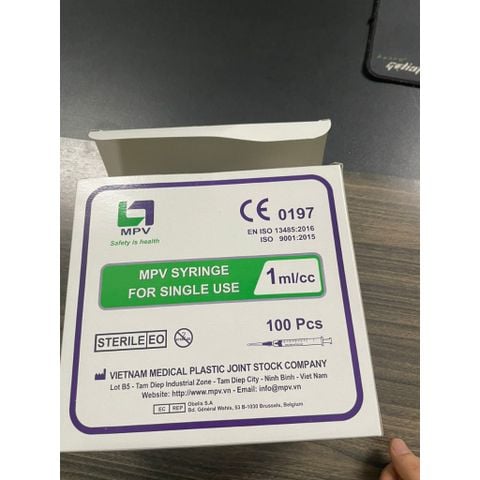 MPV
Safety is health
CE 0197
EN ISO 13485:2016
ISO 9001:2015
MPV SYRINGE
FOR SINGLE USE
1ml/cc
100 Pcs
STERILE EO
2
VIETNAM MEDICAL PLASTIC JOINT STOCK COMPANY
Lot B5 - Tam Diep Industrial Zone - Tam Diep City - Ninh Binh - Viet Nam
Website: http://www.mpv.vn - Email: info@mpv.vn
EC REP
Obelis S.A
Bd. Général Wahis, 53 B-1030 Brussels, Belgium